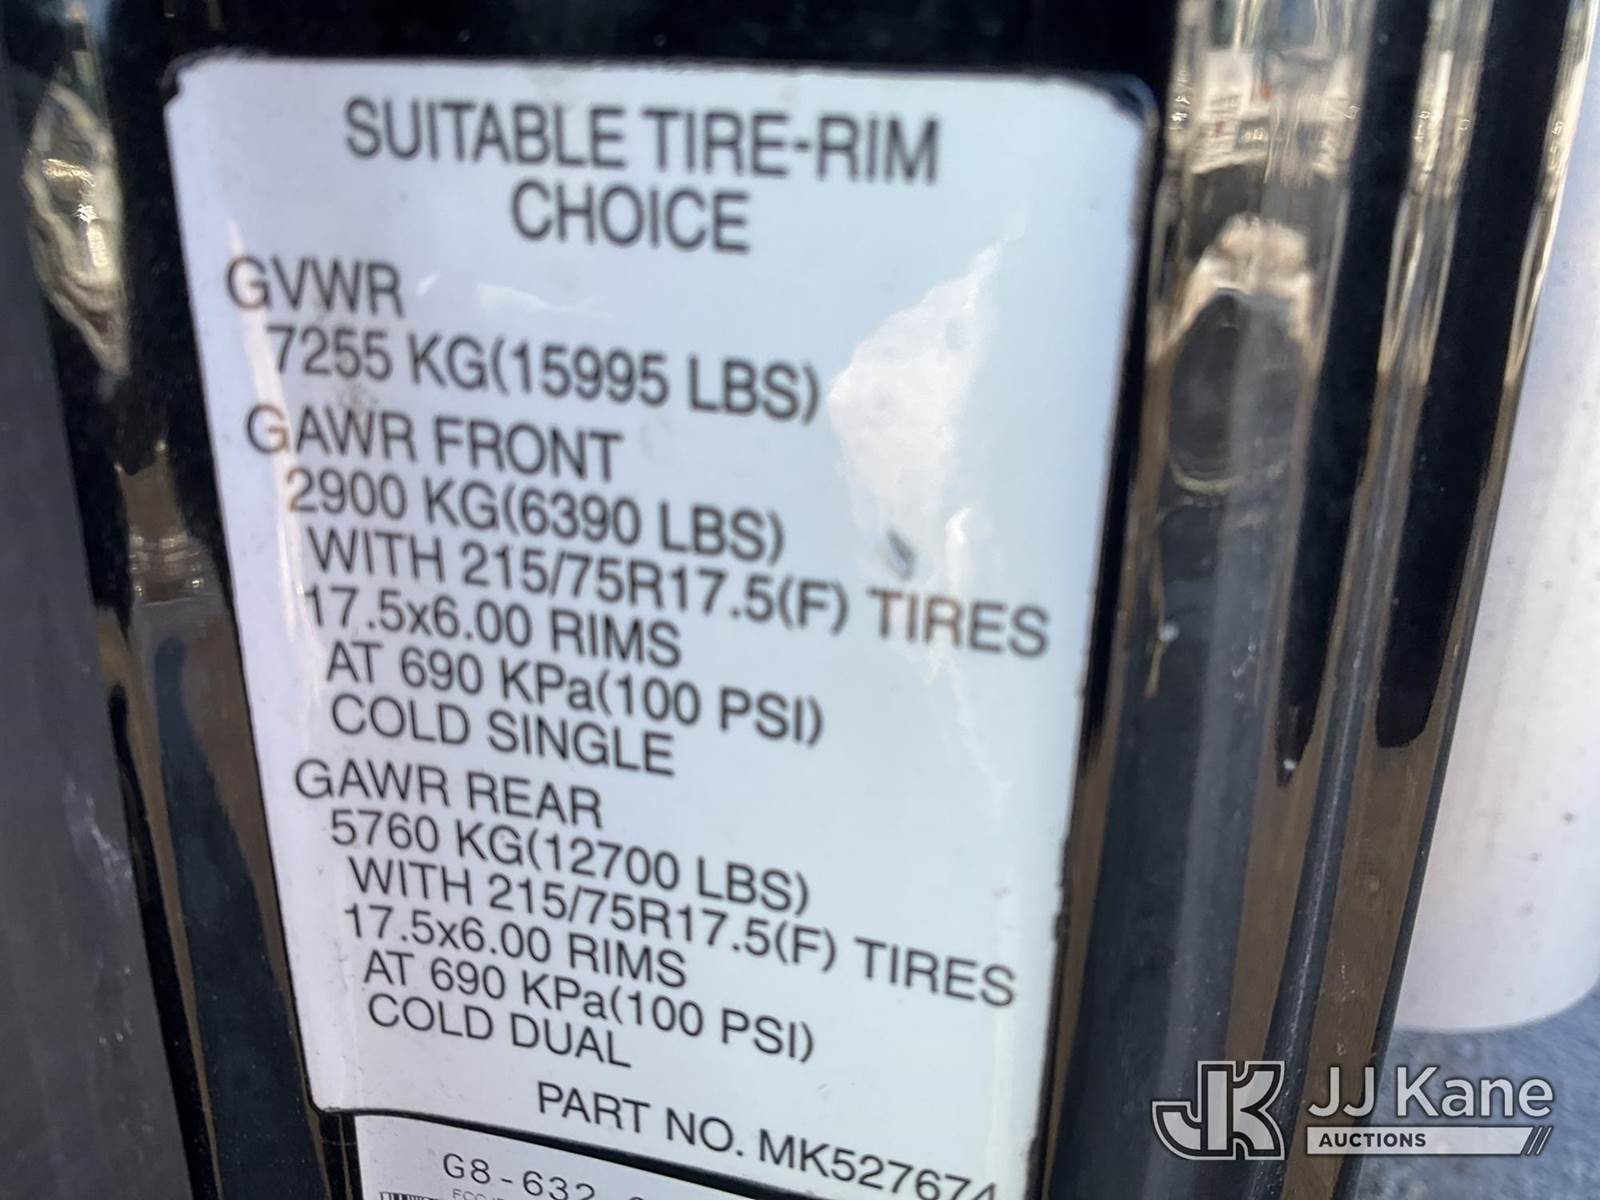 SUITABLE TIRE-RIM
CHOICE
GVWR
7255 KG(15995 LBS)
GAWR FRONT
2900 KG(6390 LBS)
WITH 215/75R17.5(F) TIRES
17.5x6.00 RIMS
AT 690 KPa(100 PSI)
COLD SINGLE
GAWR REAR
5760 KG(12700 LBS)
WITH 215/75R17.5(F) TIRES
17.5x6.00 RIMS
AT 690 KPa(100 PSI)
COLD DUAL
PART NO. MK527674
G8-632
JK JJ Kane
AUCTIONS